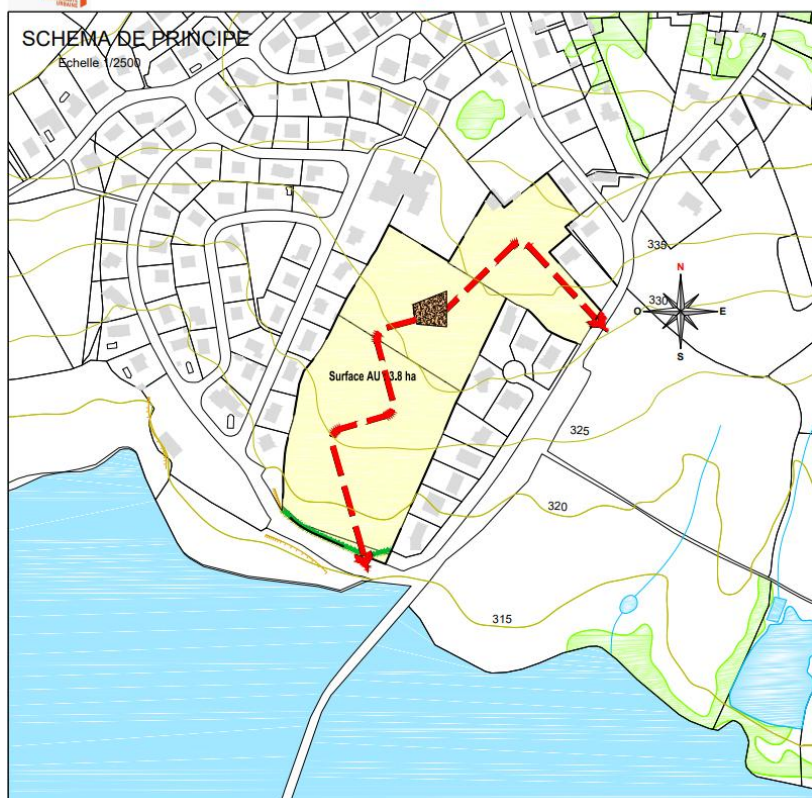 SCHEMA DE PRINCIPE
Echelle 1/2500
335
N
330
O
E
S
Surface AU 3.8 ha
325
320
315